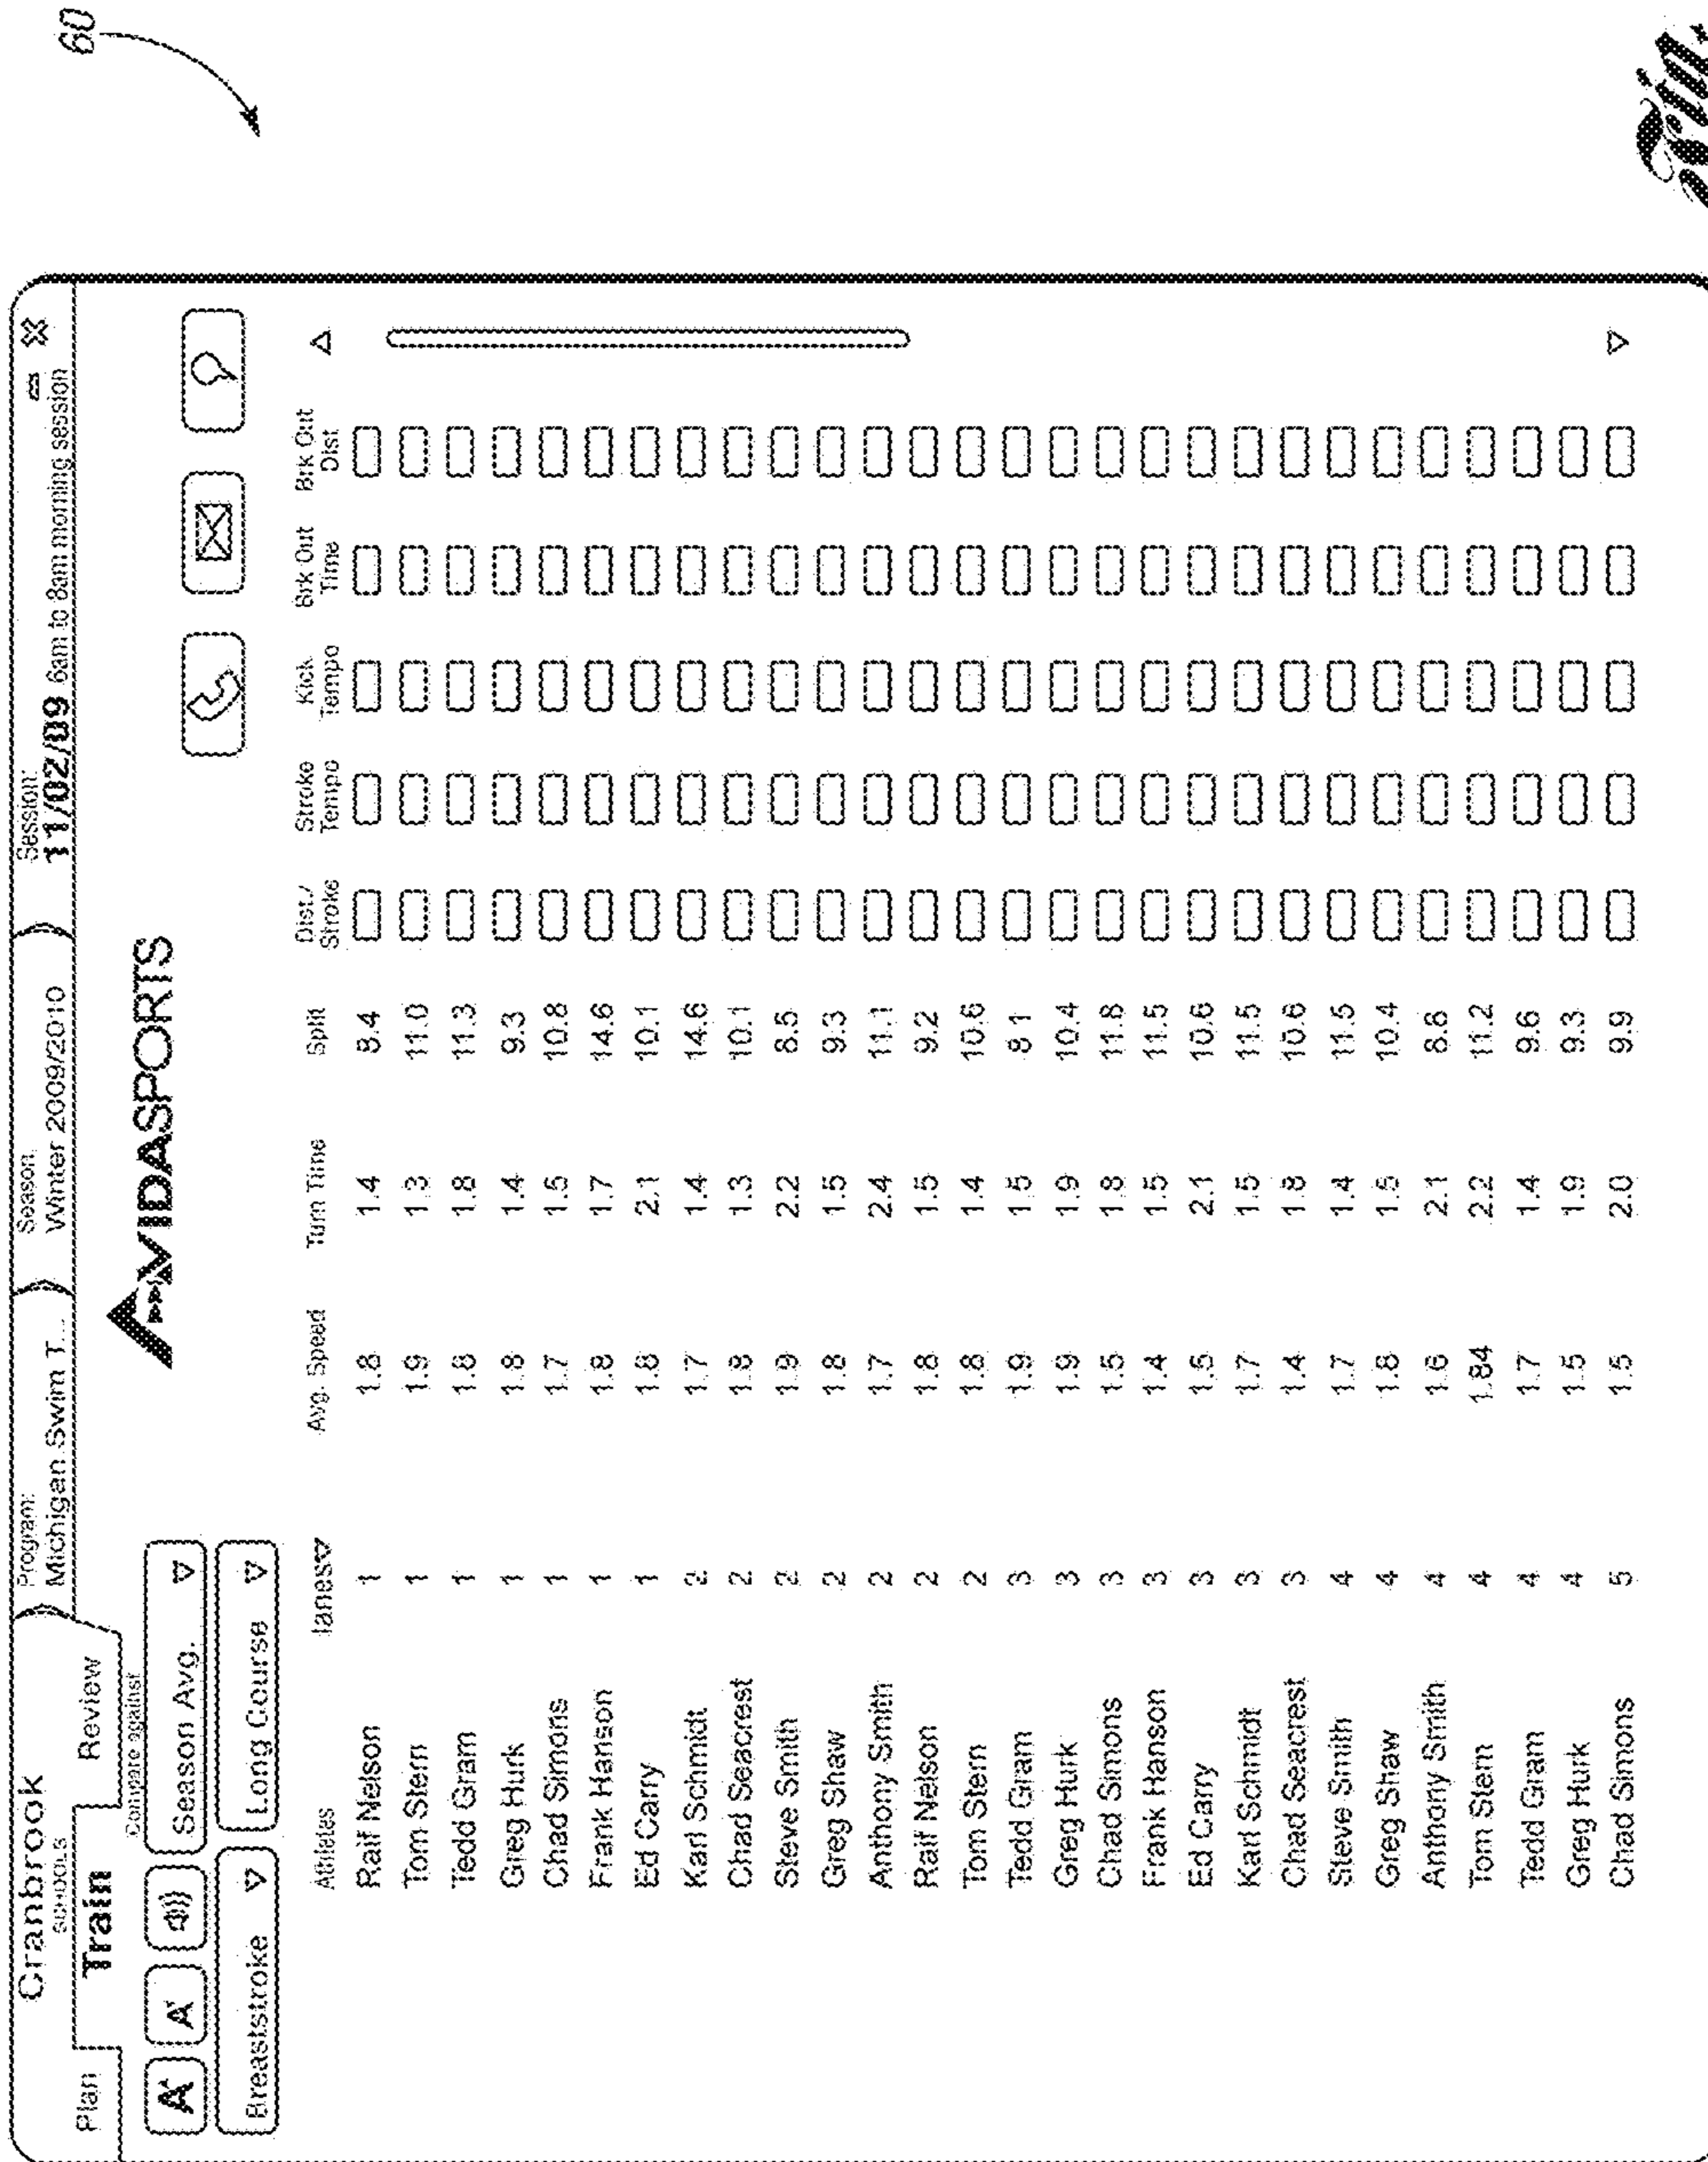 60
Cranbrook
SCHOOLS
Program:
Michigan Swim T...
Season:
Winter 2009/2010
Session:
11/02/09 6am to 8am morning session
Plan Train Review
AVIDASPORTS
Compare against
A A Season Avg.
Breaststroke Long Course
Athletes lanes Avg. Speed Turn Time Split Dist./ Stroke Stroke Tempo Kick Tempo Brk Out Time Brk Out Dist
Ralf Nelson 1 1.8 1.4 8.4
Tom Stern 1 1.9 1.3 11.0
Tedd Gram 1 1.8 1.8 11.3
Greg Hurk 1 1.8 1.4 9.3
Chad Simons 1 1.7 1.5 10.8
Frank Hanson 1 1.8 1.7 14.6
Ed Carry 1 1.8 2.1 10.1
Karl Schmidt 2 1.7 1.4 14.6
Chad Seacrest 2 1.8 1.3 10.1
Steve Smith 2 1.9 2.2 8.5
Greg Shaw 2 1.8 1.5 9.3
Anthony Smith 2 1.7 2.4 11.1
Ralf Nelson 2 1.8 1.5 9.2
Tom Stern 2 1.8 1.4 10.6
Tedd Gram 3 1.9 1.5 8.1
Greg Hurk 3 1.9 1.9 10.4
Chad Simons 3 1.5 1.8 11.8
Frank Hanson 3 1.4 1.5 11.5
Ed Carry 3 1.5 2.1 10.6
Karl Schmidt 3 1.7 1.5 11.5
Chad Seacrest 3 1.4 1.8 10.6
Steve Smith 4 1.7 1.4 11.5
Greg Shaw 4 1.8 1.5 10.4
Anthony Smith 4 1.6 2.1 8.8
Tom Stern 4 1.84 2.2 11.2
Tedd Gram 4 1.7 1.4 9.6
Greg Hurk 4 1.5 1.9 9.3
Chad Simons 5 1.5 2.0 9.9